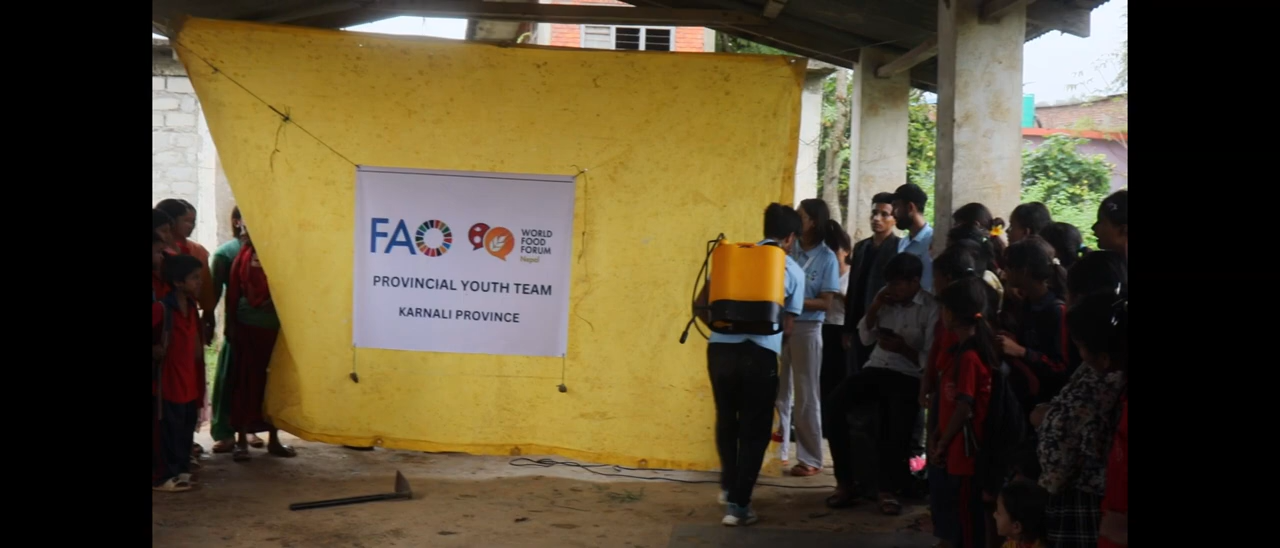 FAO
WORLD
FOOD
FORUM
Nepal
PROVINCIAL YOUTH TEAM
KARNALI PROVINCE